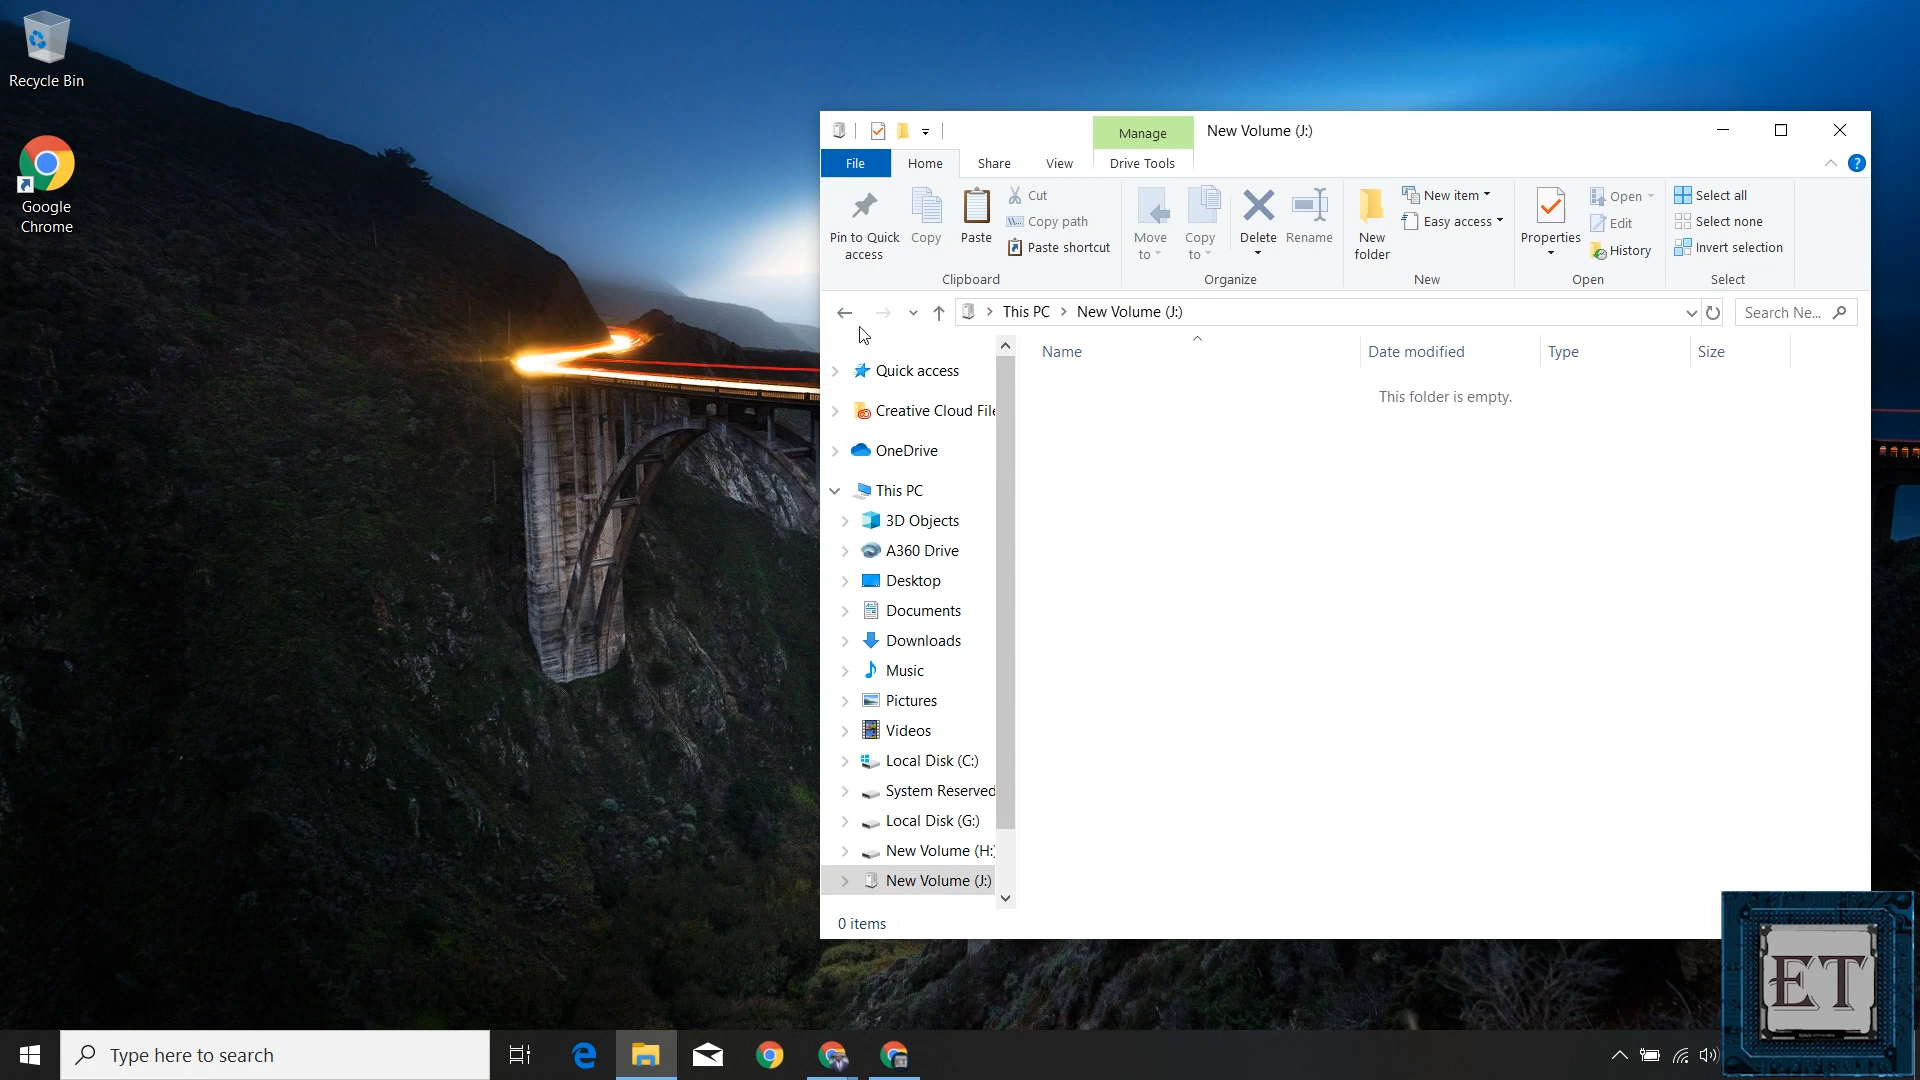 Recycle Bin
Google
Chrome
Manage
New Volume (J:)
File
Home
Share
View
Drive Tools
?
Pin to Quick
access
Copy
Paste
Cut
Copy path
Paste shortcut
Clipboard
Move
to
Copy
to
Delete
Rename
Organize
New
folder
New item
Easy access
New
Properties
Open
Edit
History
Open
Select all
Select none
Invert selection
Select
This PC
New Volume (J:)
Search Ne...
Name
Date modified
Type
Size
This folder is empty.
Quick access
Creative Cloud File
OneDrive
This PC
3D Objects
A360 Drive
Desktop
Documents
Downloads
Music
Pictures
Videos
Local Disk (C:)
System Reserved
Local Disk (G:)
New Volume (H:)
New Volume (J:)
0 items
ET
Type here to search